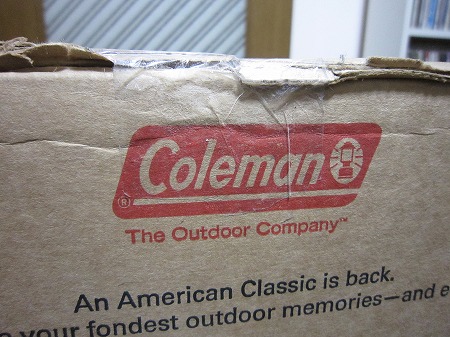 Coleman
®
The Outdoor Company™
An American Classic is back.
your fondest outdoor memories—and